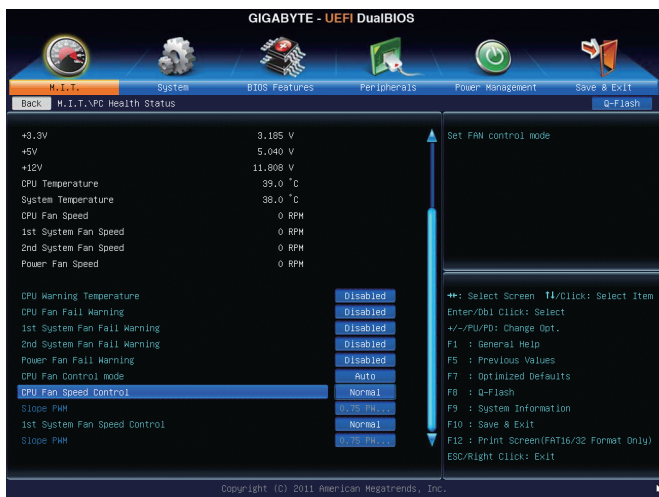 GIGABYTE - UEFI DualBIOS
M.I.T. System BIOS Features Peripherals Power Management Save & Exit
Back M.I.T.\PC Health Status Q-Flash
+3.3V 3.185 V
+5V 5.040 V
+12V 11.808 V
CPU Temperature 39.0 °C
System Temperature 38.0 °C
CPU Fan Speed 0 RPM
1st System Fan Speed 0 RPM
2nd System Fan Speed 0 RPM
Power Fan Speed 0 RPM
CPU Warning Temperature Disabled
CPU Fan Fail Warning Disabled
1st System Fan Fail Warning Disabled
2nd System Fan Fail Warning Disabled
Power Fan Fail Warning Disabled
CPU Fan Control mode Auto
CPU Fan Speed Control Normal
Slope PWM 0.75 PW...
1st System Fan Speed Control Normal
Slope PWM 0.75 PW...
Set FAN control mode
→←: Select Screen ↑↓/Click: Select Item
Enter/Dbl Click: Select
+/-/PU/PD: Change Opt.
F1 : General Help
F5 : Previous Values
F7 : Optimized Defaults
F8 : Q-Flash
F9 : System Information
F10 : Save & Exit
F12 : Print Screen(FAT16/32 Format Only)
ESC/Right Click: Exit
Copyright (C) 2011 American Megatrends, Inc.